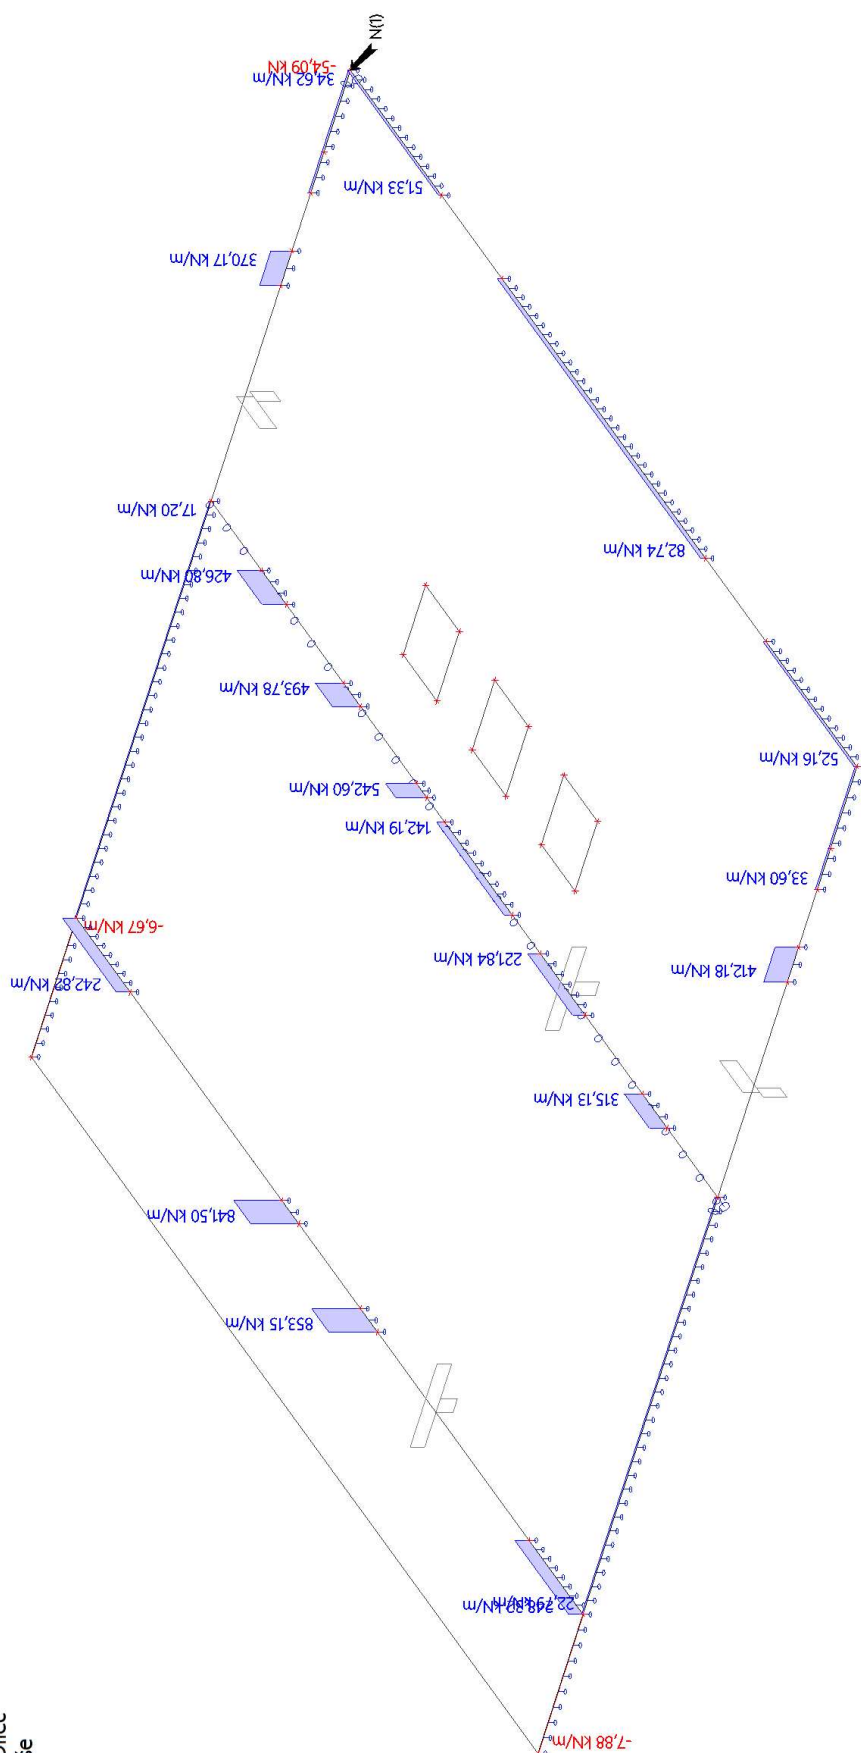 N(1)
-54,09 kN
34,62 kN/m
51,33 kN/m
370,17 kN/m
17,20 kN/m
82,74 kN/m
426,80 kN/m
493,78 kN/m
52,16 kN/m
542,60 kN/m
142,19 kN/m
33,60 kN/m
-6,67 kN/m
221,84 kN/m
412,18 kN/m
315,13 kN/m
841,50 kN/m
853,15 kN/m
22,79 kN/m
-7,88 kN/m